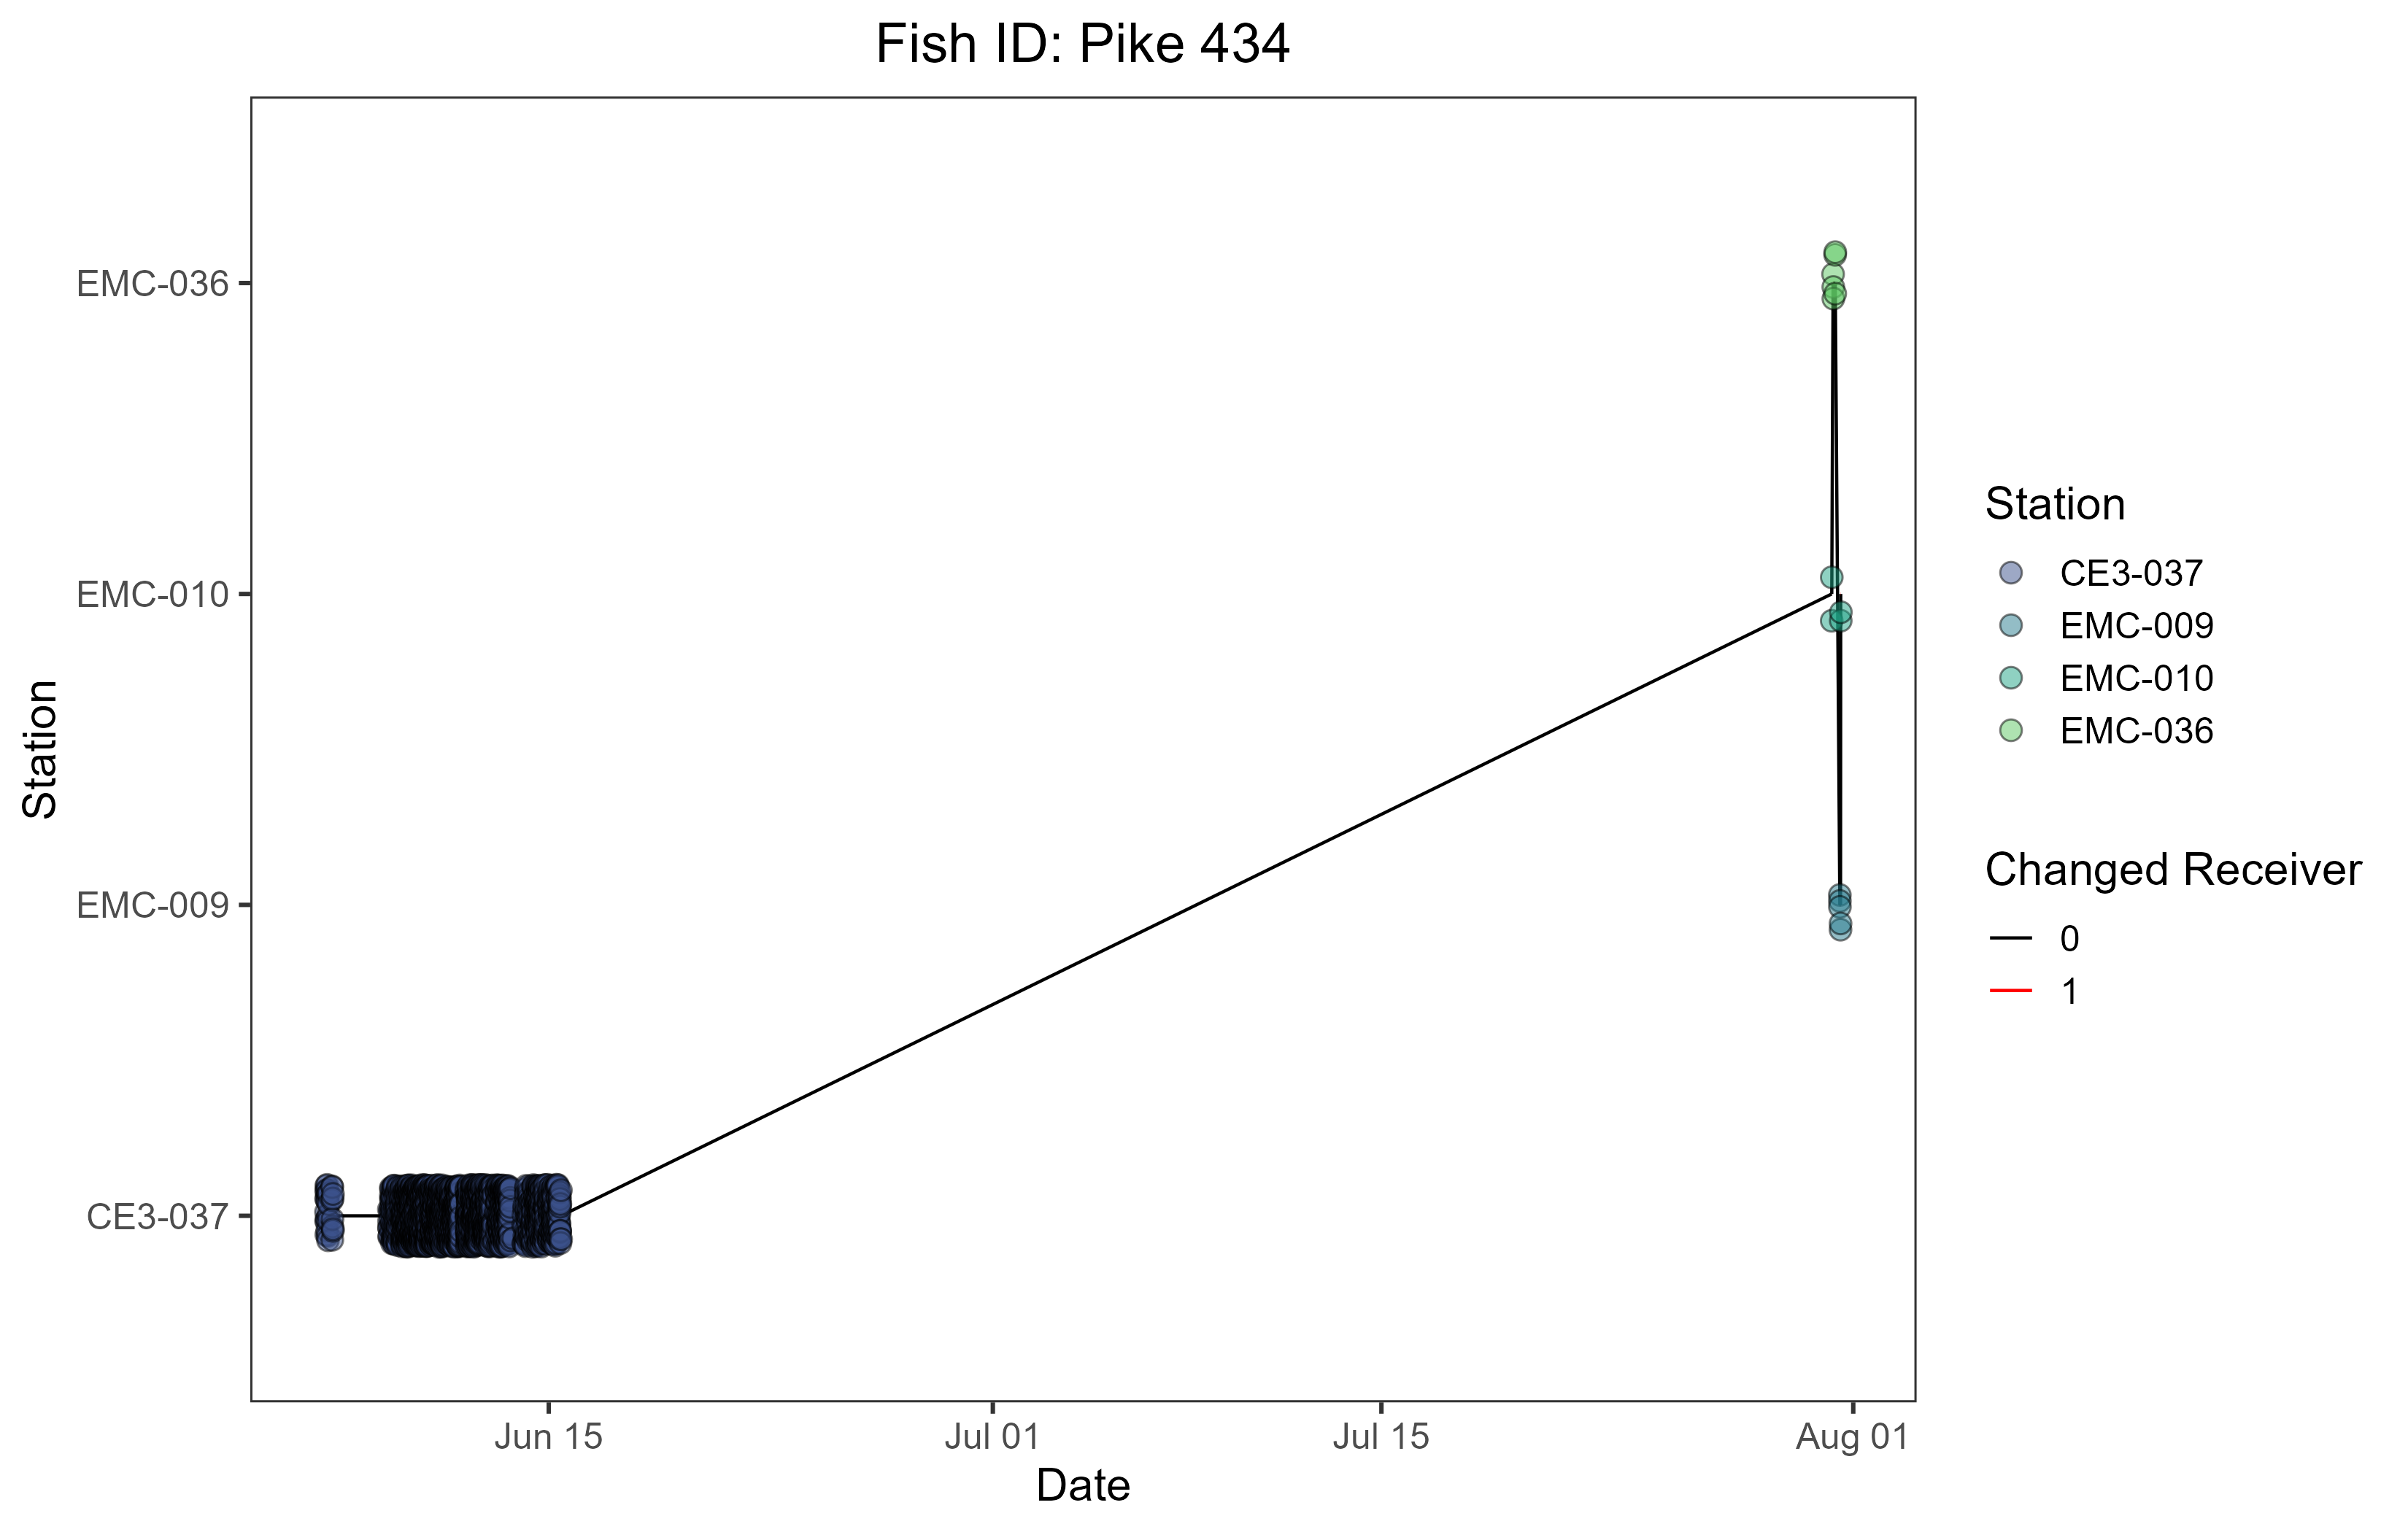 Fish ID: Pike 434
EMC-036
EMC-010
EMC-009
CE3-037
Station
Jun 15
Jul 01
Jul 15
Aug 01
Date
Station
CE3-037
EMC-009
EMC-010
EMC-036
Changed Receiver
0
1